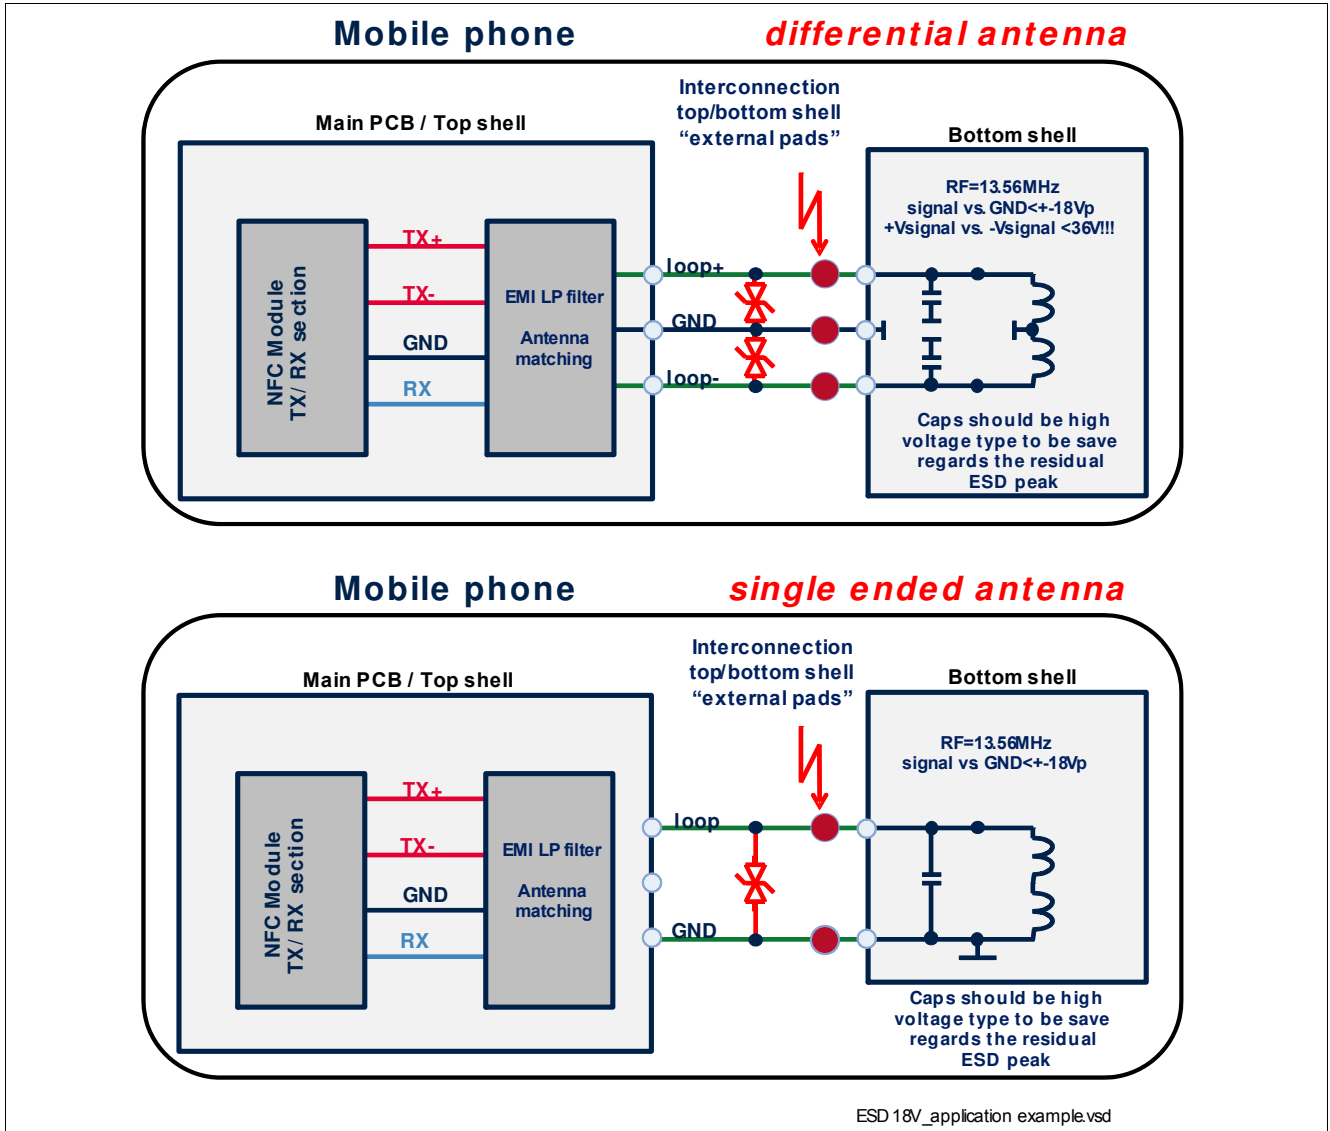 Mobile phone
differential antenna
Interconnection
top/bottom shell
“external pads”
Main PCB / Top shell
Bottom shell
RF=13.56MHz
signal vs. GND<+-18Vp
+Vsignal vs. -Vsignal <36V!!!
NFC Module
TX/ RX section
TX+
TX-
GND
RX
EMI LP filter
Antenna
matching
loop+
GND
loop-
Caps should be high
voltage type to be save
regards the residual
ESD peak
Mobile phone
single ended antenna
Interconnection
top/bottom shell
“external pads”
Main PCB / Top shell
Bottom shell
RF=13.56MHz
signal vs GND<+-18Vp
NFC Module
TX/ RX section
TX+
TX-
GND
RX
EMI LP filter
Antenna
matching
loop
GND
Caps should be high
voltage type to be save
regards the residual
ESD peak
ESD 18V_application example.vsd